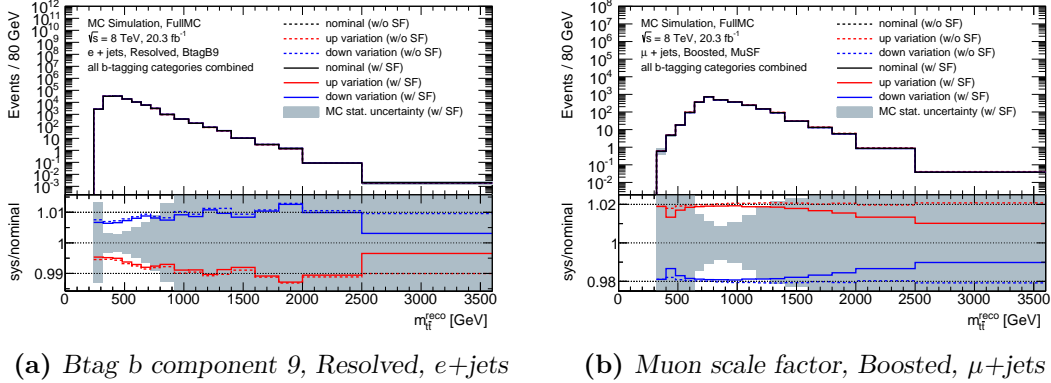 MC Simulation, FullMC
√s = 8 TeV, 20.3 fb⁻¹
e + jets, Resolved, BtagB9
all b-tagging categories combined
nominal (w/o SF)
up variation (w/o SF)
down variation (w/o SF)
nominal (w/ SF)
up variation (w/ SF)
down variation (w/ SF)
MC stat. uncertainty (w/ SF)
Events / 80 GeV
10¹²
10¹¹
10¹⁰
10⁹
10⁸
10⁷
10⁶
10⁵
10⁴
10³
10²
10
1
10⁻¹
10⁻²
10⁻³
sys/nominal
1.01
1
0.99
0 500 1000 1500 2000 2500 3000 3500
m_tt̄^reco [GeV]
(a) Btag b component 9, Resolved, e+jets
MC Simulation, FullMC
√s = 8 TeV, 20.3 fb⁻¹
μ + jets, Boosted, MuSF
all b-tagging categories combined
nominal (w/o SF)
up variation (w/o SF)
down variation (w/o SF)
nominal (w/ SF)
up variation (w/ SF)
down variation (w/ SF)
MC stat. uncertainty (w/ SF)
Events / 80 GeV
10⁸
10⁷
10⁶
10⁵
10⁴
10³
10²
10
1
10⁻¹
10⁻²
sys/nominal
1.02
1
0.98
0 500 1000 1500 2000 2500 3000 3500
m_tt̄^reco [GeV]
(b) Muon scale factor, Boosted, μ+jets